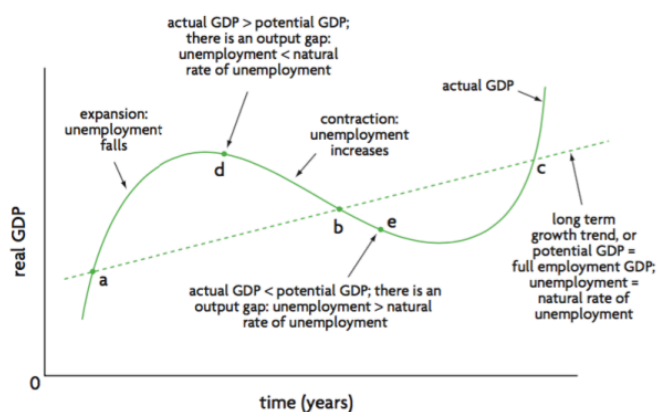 actual GDP > potential GDP;
there is an output gap:
unemployment < natural
rate of unemployment
actual GDP
expansion:
unemployment
falls
contraction:
unemployment
increases
d
c
b
e
a
real GDP
long term
growth trend, or
potential GDP =
full employment GDP;
unemployment =
natural rate of
unemployment
actual GDP < potential GDP; there is an
output gap: unemployment > natural
rate of unemployment
0
time (years)